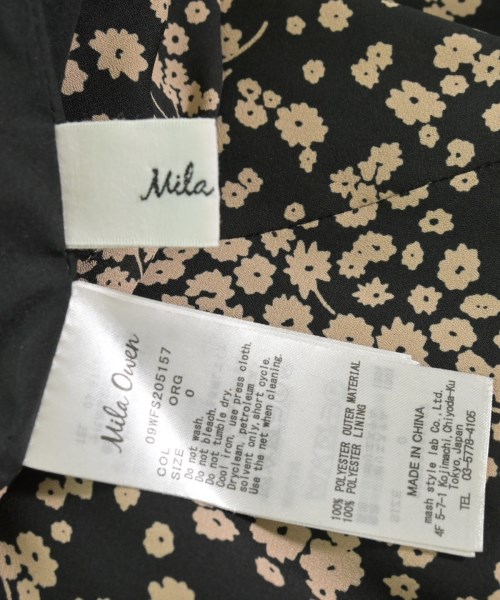 Mila
Mila Owen
09WFS205157
COL ORG
SIZE 0
Do not wash.
Do not bleach.
Do not tumble dry.
Cool iron, use press cloth.
Dryclean, petroleum
solvent only, short cycle.
Use the net when cleaning.
100% POLYESTER OUTER MATERIAL
100% POLYESTER LINING
MADE IN CHINA
mash style lab Co., Ltd.
4F 5-7-1 Kojimachi, Chiyoda-Ku
Tokyo, Japan
TEL 03-5778-4105